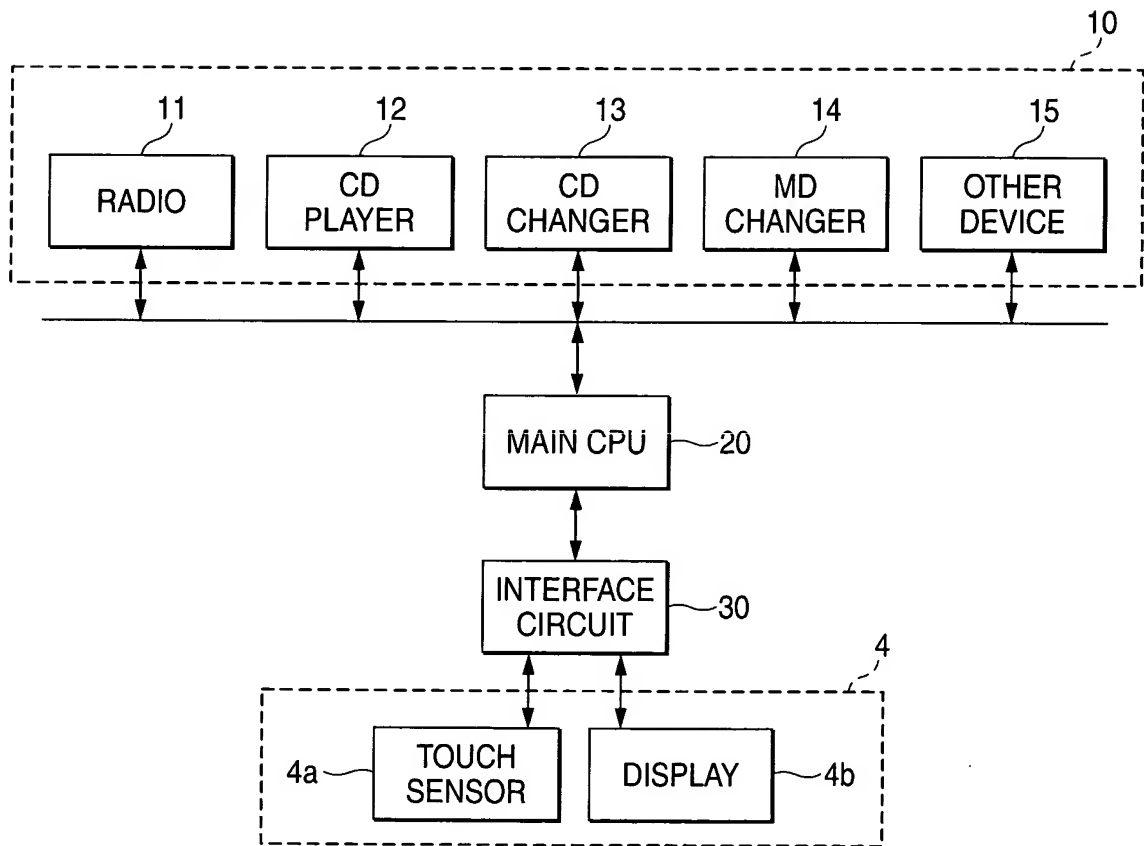 10
11
12
13
14
15
RADIO
CD
PLAYER
CD
CHANGER
MD
CHANGER
OTHER
DEVICE
MAIN CPU
20
INTERFACE
CIRCUIT
30
4
4a
TOUCH
SENSOR
DISPLAY
4b